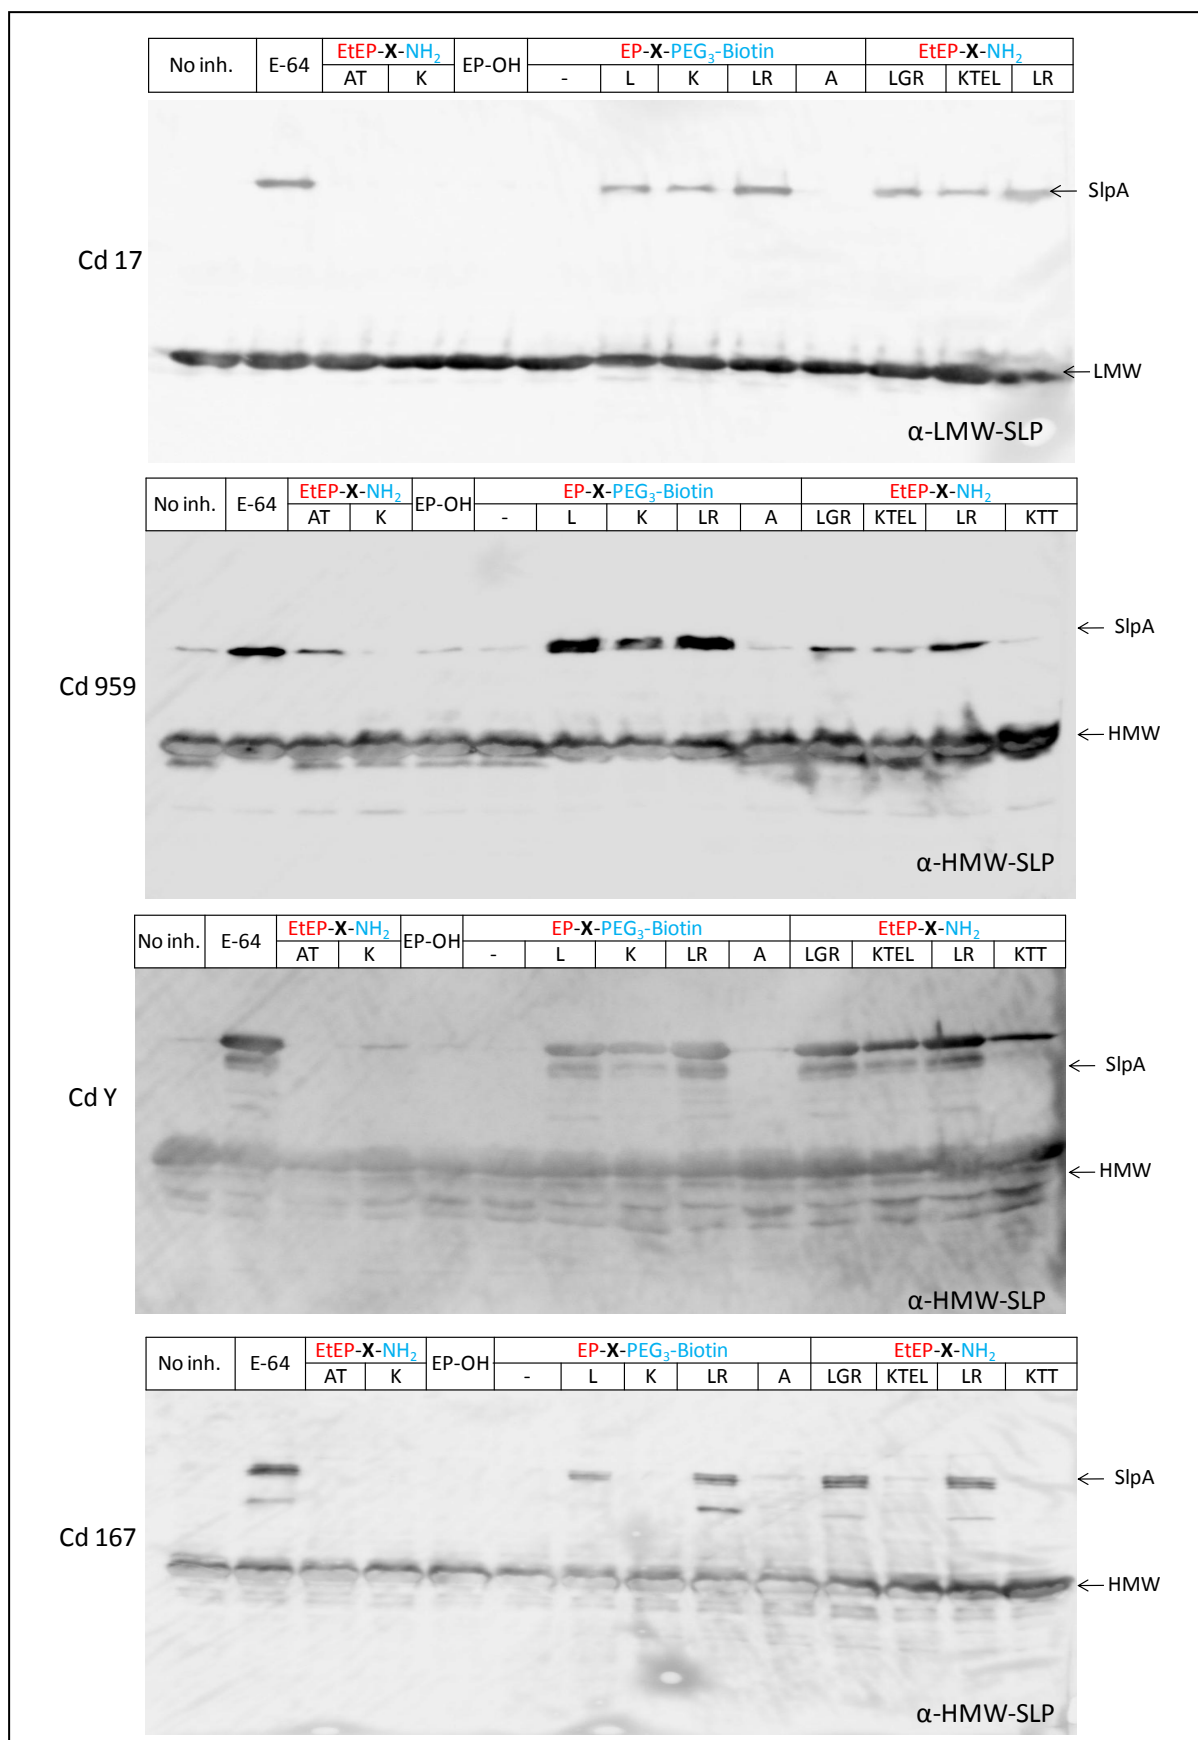 No inh. E-64 EtEP-X-NH₂ EP-OH EP-X-PEG₃-Biotin EtEP-X-NH₂
AT K - L K LR A LGR KTEL LR
SlpA
Cd 17
LMW
α-LMW-SLP
No inh. E-64 EtEP-X-NH₂ EP-OH EP-X-PEG₃-Biotin EtEP-X-NH₂
AT K - L K LR A LGR KTEL LR KTT
SlpA
Cd 959
HMW
α-HMW-SLP
No inh. E-64 EtEP-X-NH₂ EP-OH EP-X-PEG₃-Biotin EtEP-X-NH₂
AT K - L K LR A LGR KTEL LR KTT
SlpA
Cd Y
HMW
α-HMW-SLP
No inh. E-64 EtEP-X-NH₂ EP-OH EP-X-PEG₃-Biotin EtEP-X-NH₂
AT K - L K LR A LGR KTEL LR KTT
SlpA
Cd 167
HMW
α-HMW-SLP